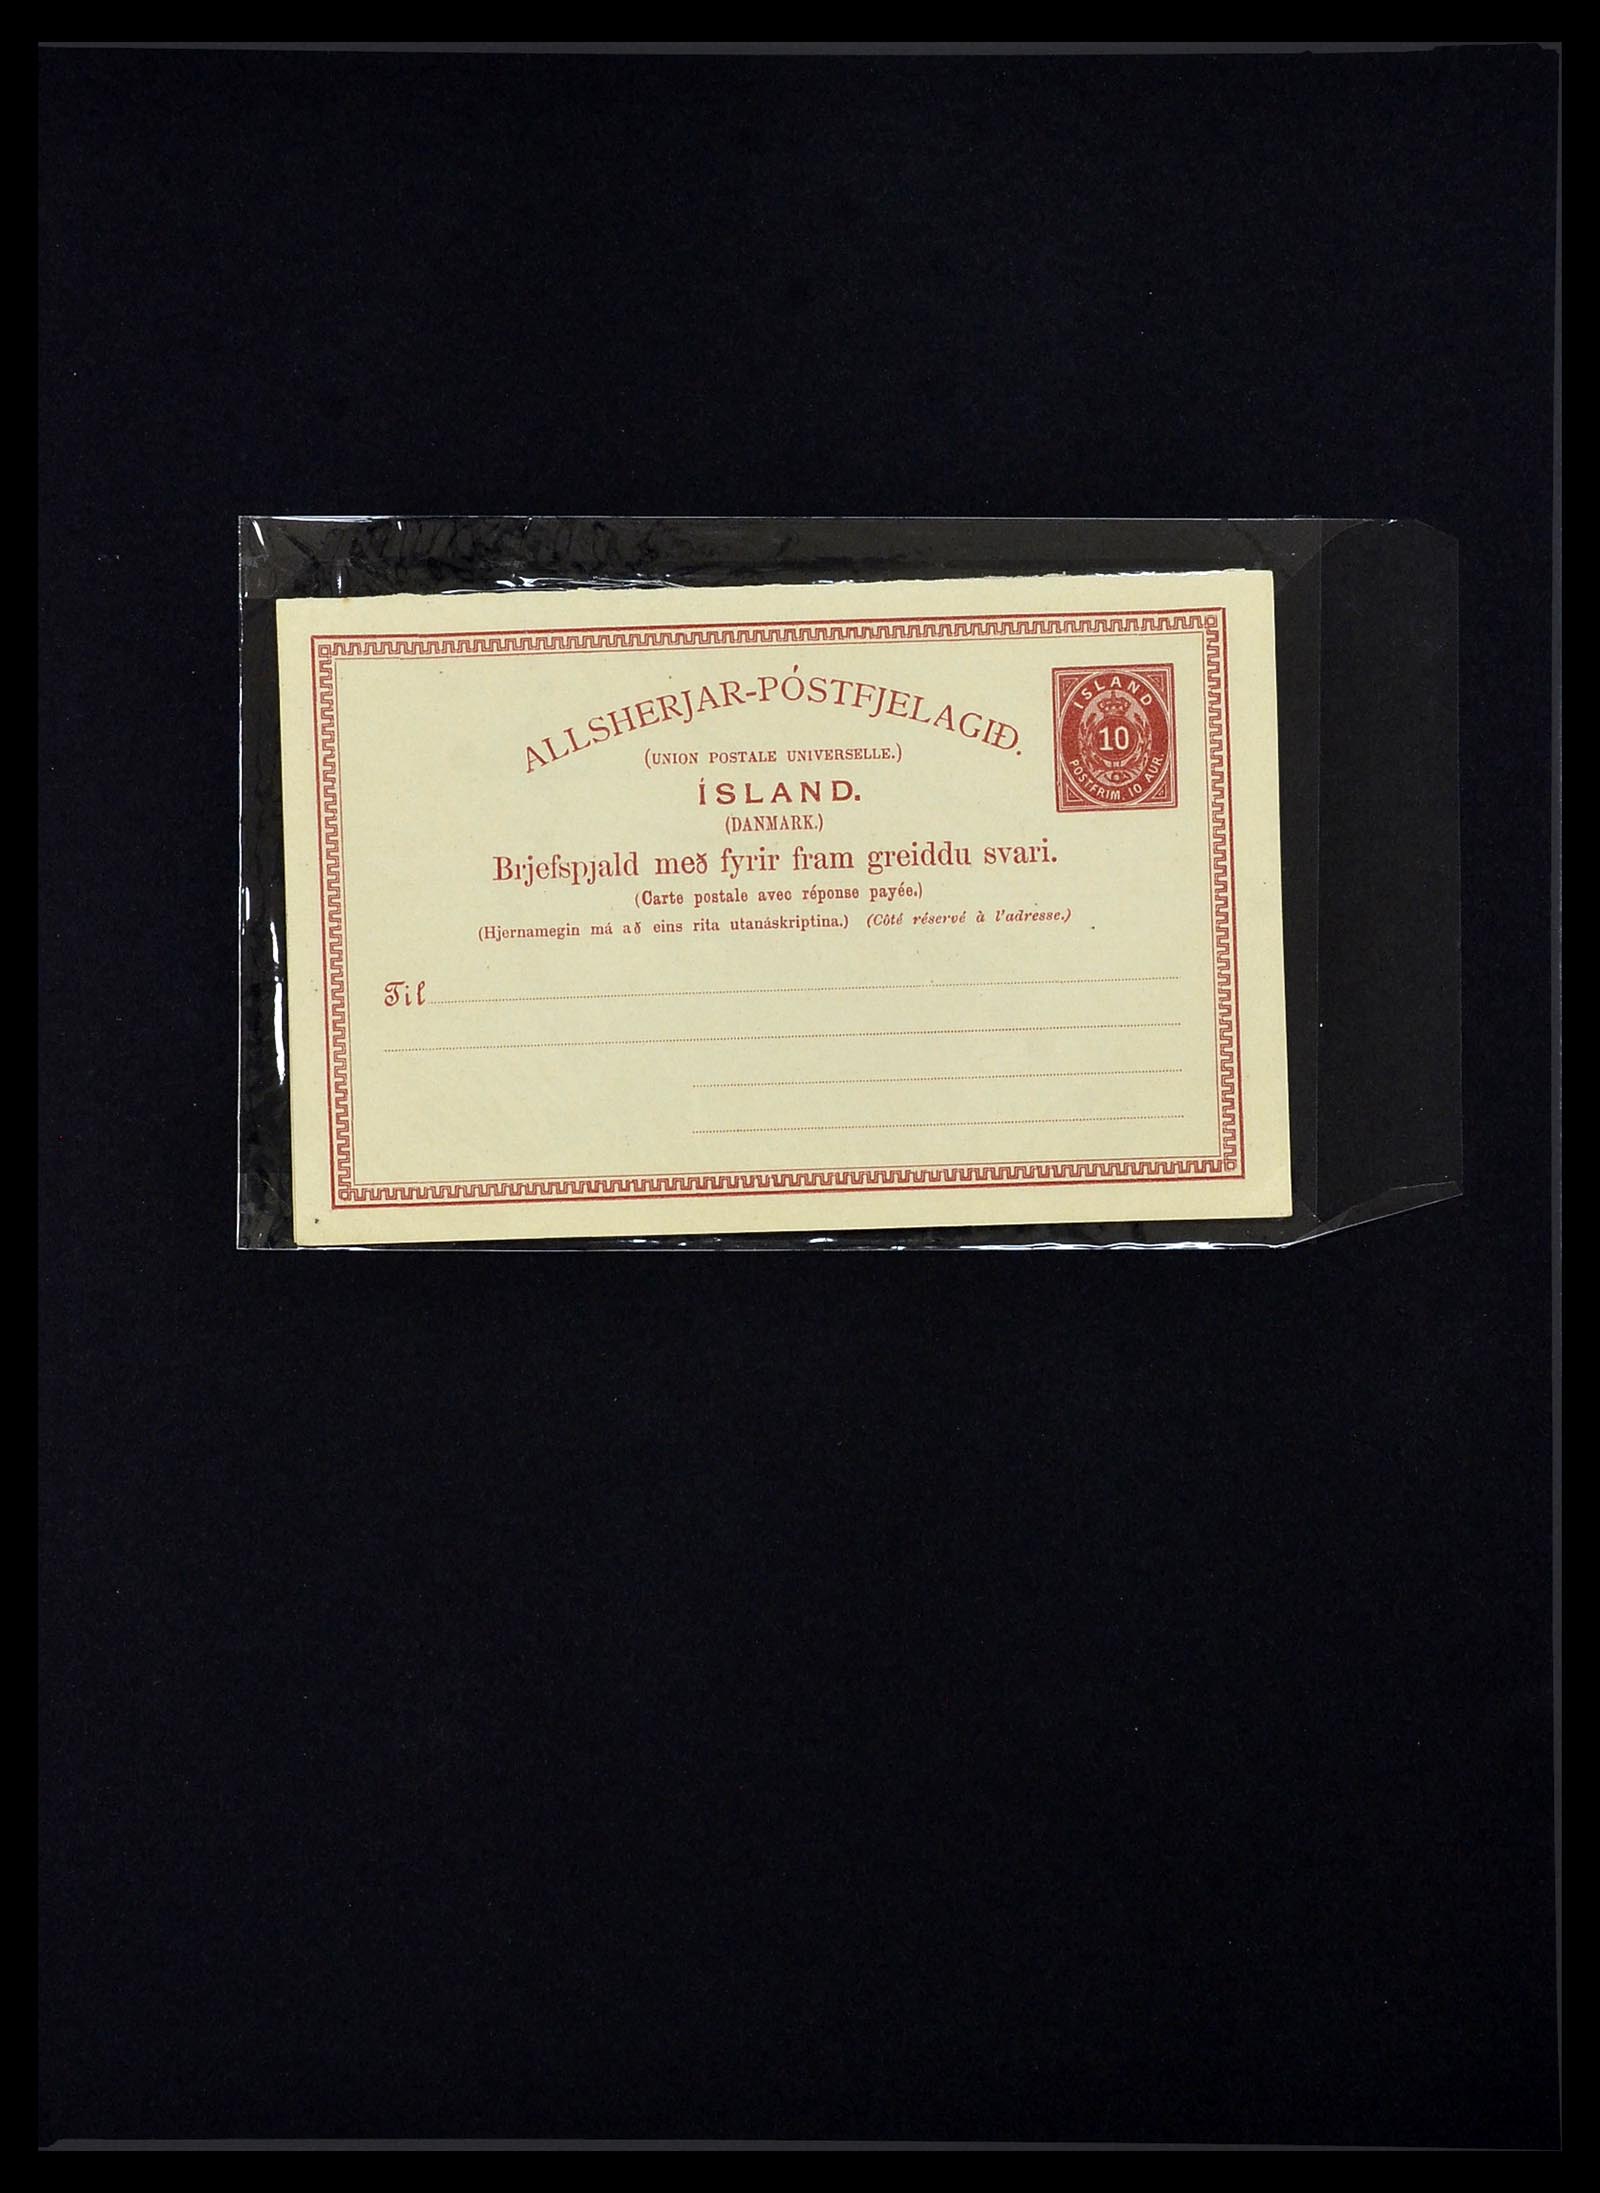 ALLSHERJAR-PÓSTFJELAGIÐ.
(UNION POSTALE UNIVERSELLE.)
ÍSLAND.
(DANMARK.)
Brjefspjald með fyrir fram greiddu svari.
(Carte postale avec réponse payée.)
(Hjernamegin má að eins rita utanáskriptina.) (Côté réservé à l'adresse.)
Til
ISLAND
10
POSTFRIM. 10 AUR.